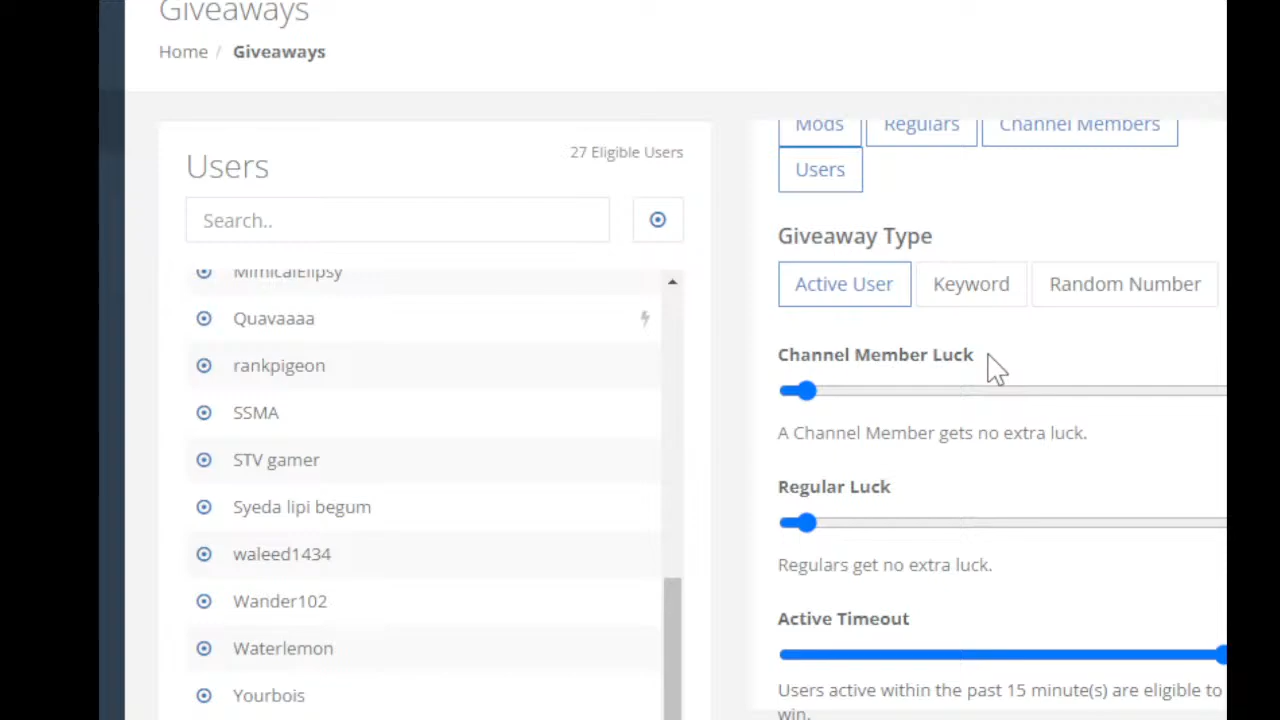 Giveaways
Home / Giveaways
Users
27 Eligible Users
Search..
MimicalElipsy
Quavaaaa
rankpigeon
SSMA
STV gamer
Syeda lipi begum
waleed1434
Wander102
Waterlemon
Yourbois
Mods
Regulars
Channel Members
Users
Giveaway Type
Active User
Keyword
Random Number
Channel Member Luck
A Channel Member gets no extra luck.
Regular Luck
Regulars get no extra luck.
Active Timeout
Users active within the past 15 minute(s) are eligible to
win.